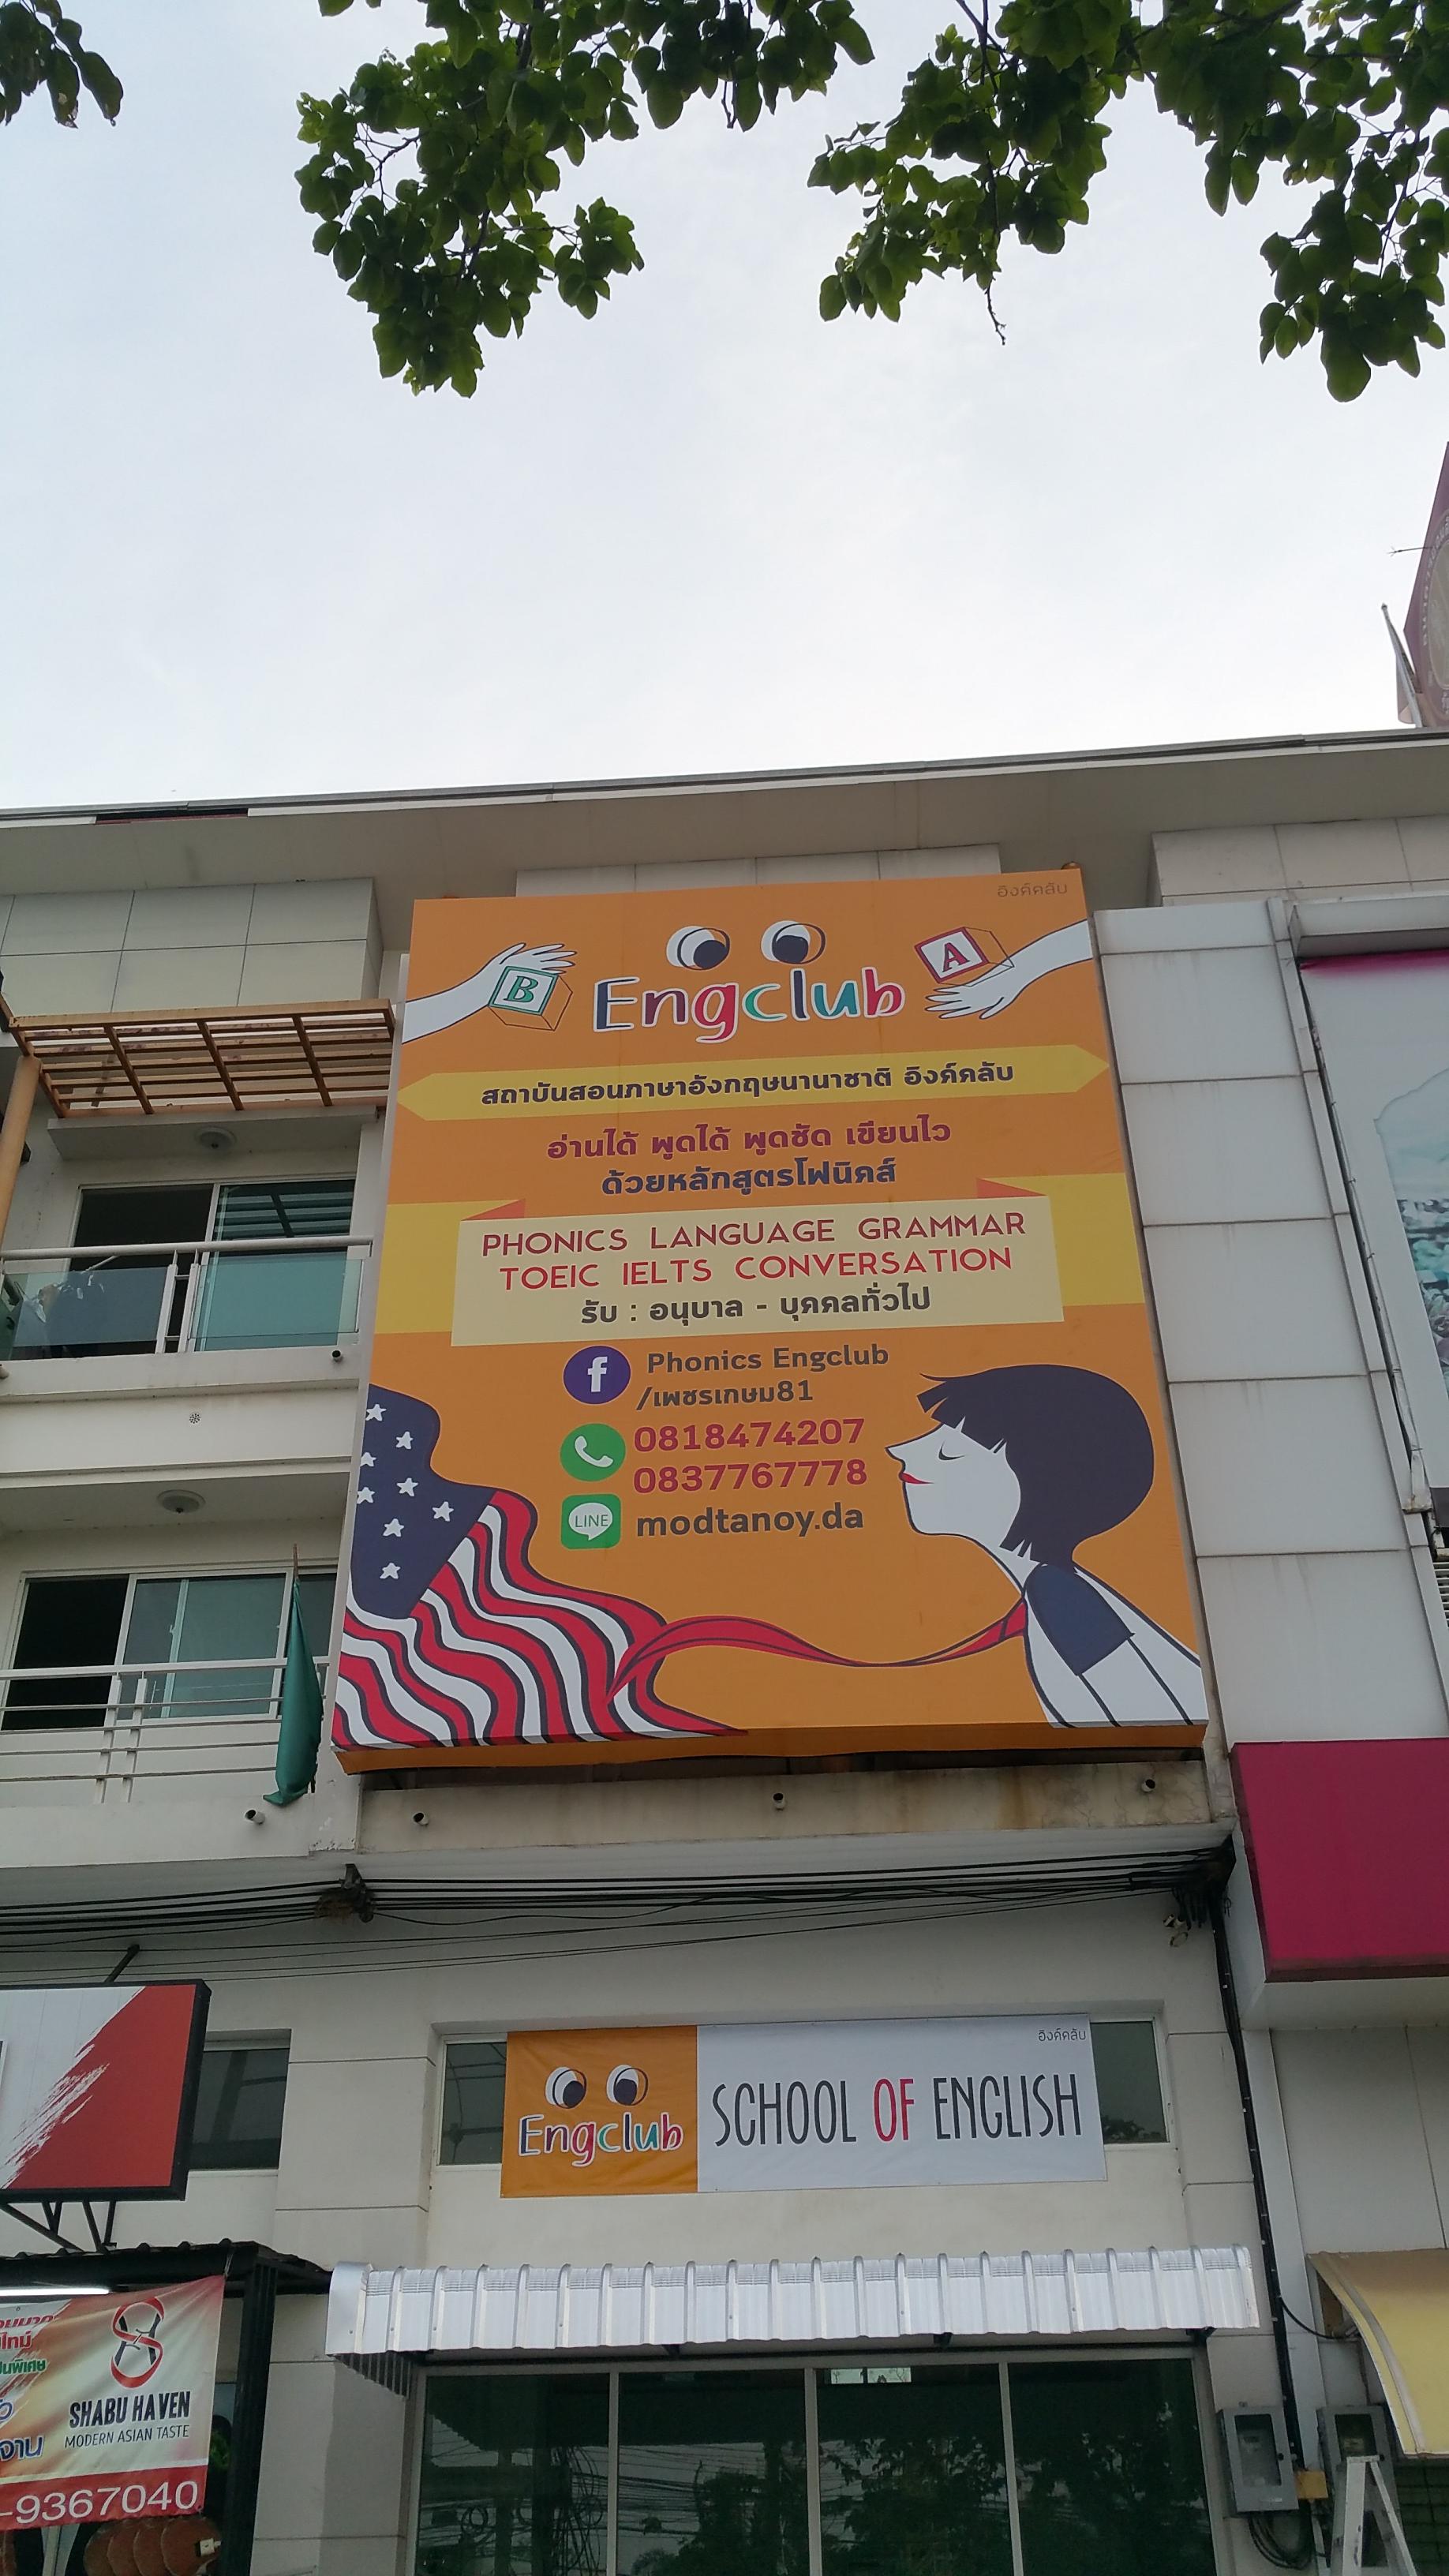 อิงค์คลับ
B
A
Engclub
สถาบันสอนภาษาอังกฤษนานาชาติ อิงค์คลับ
อ่านได้ พูดได้ พูดชัด เขียนไว
ด้วยหลักสูตรโฟนิคส์
PHONICS LANGUAGE GRAMMAR
TOEIC IELTS CONVERSATION
รับ : อนุบาล - บุคคลทั่วไป
f Phonics Engclub
/เพชรเกษม81
0818474207
0837767778
LINE modtanoy.da
อิงค์คลับ
Engclub
SCHOOL OF ENGLISH
SHABU HAVEN
MODERN ASIAN TASTE
-9367040